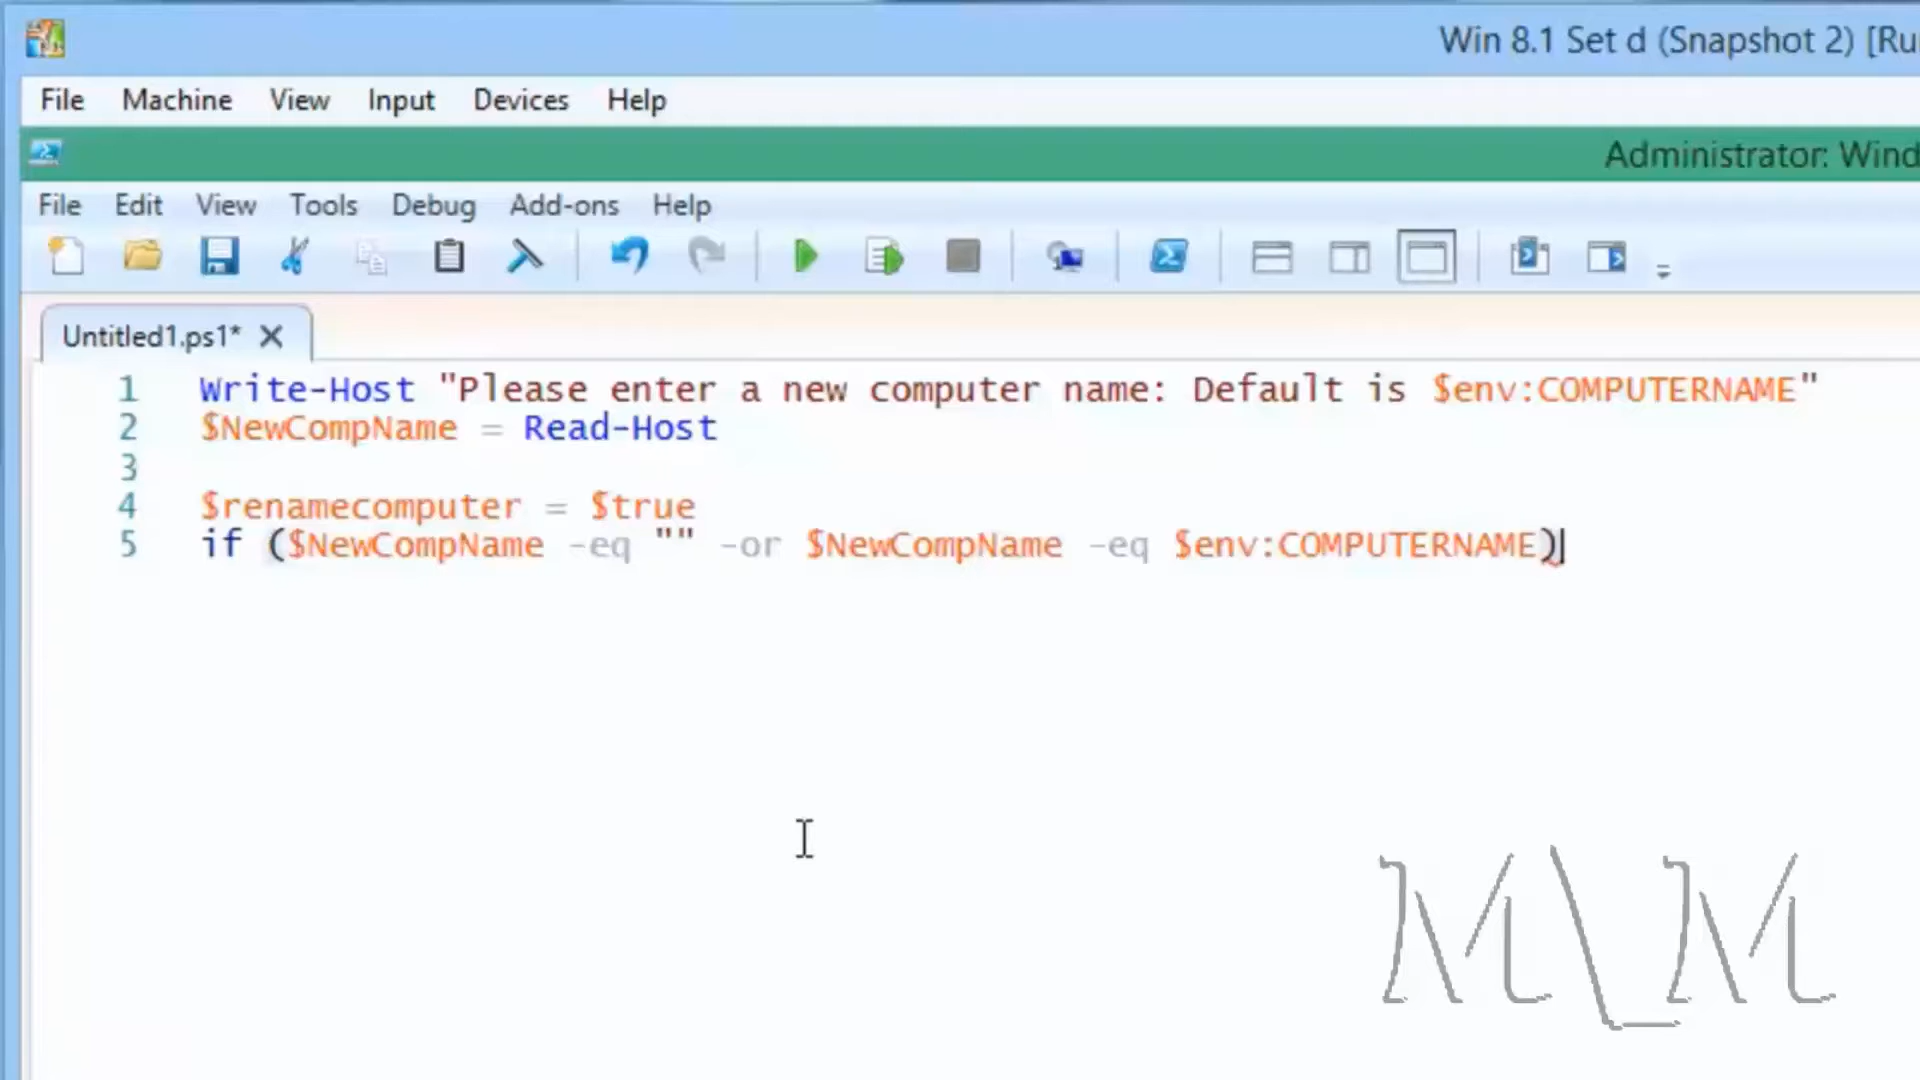 Win 8.1 Set d (Snapshot 2) [Ru
File Machine View Input Devices Help
Administrator: Wind
File Edit View Tools Debug Add-ons Help
Untitled1.ps1*
1 Write-Host "Please enter a new computer name: Default is $env:COMPUTERNAME"
2 $NewCompName = Read-Host
3
4 $renamecomputer = $true
5 if ($NewCompName -eq "" -or $NewCompName -eq $env:COMPUTERNAME)
M\_M